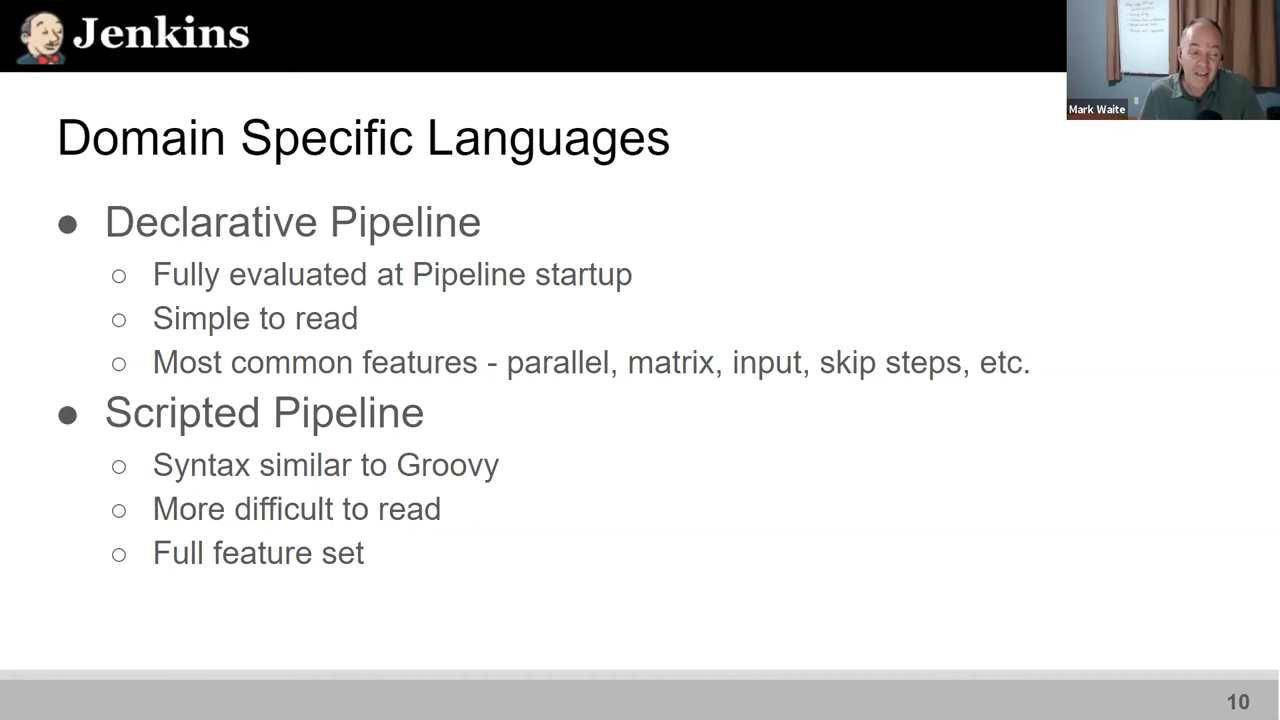 Jenkins
Mark Waite
Domain Specific Languages
● Declarative Pipeline
○ Fully evaluated at Pipeline startup
○ Simple to read
○ Most common features - parallel, matrix, input, skip steps, etc.
● Scripted Pipeline
○ Syntax similar to Groovy
○ More difficult to read
○ Full feature set
10